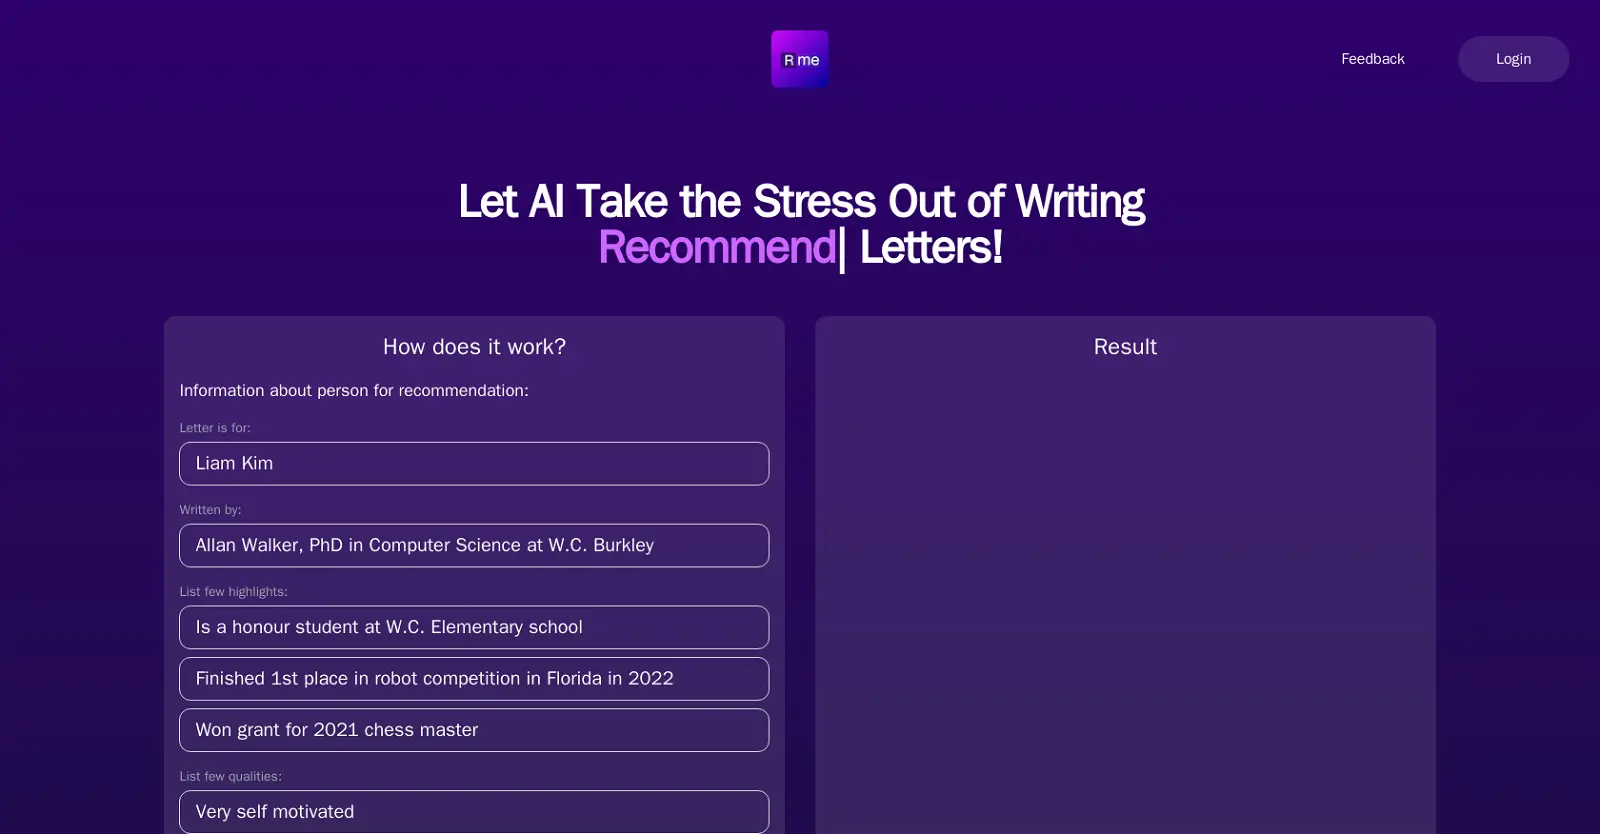 R me
Feedback
Login
Let AI Take the Stress Out of Writing
Recommend| Letters!
How does it work?
Information about person for recommendation:
Letter is for:
Liam Kim
Written by:
Allan Walker, PhD in Computer Science at W.C. Burkley
List few highlights:
Is a honour student at W.C. Elementary school
Finished 1st place in robot competition in Florida in 2022
Won grant for 2021 chess master
List few qualities:
Very self motivated
Result